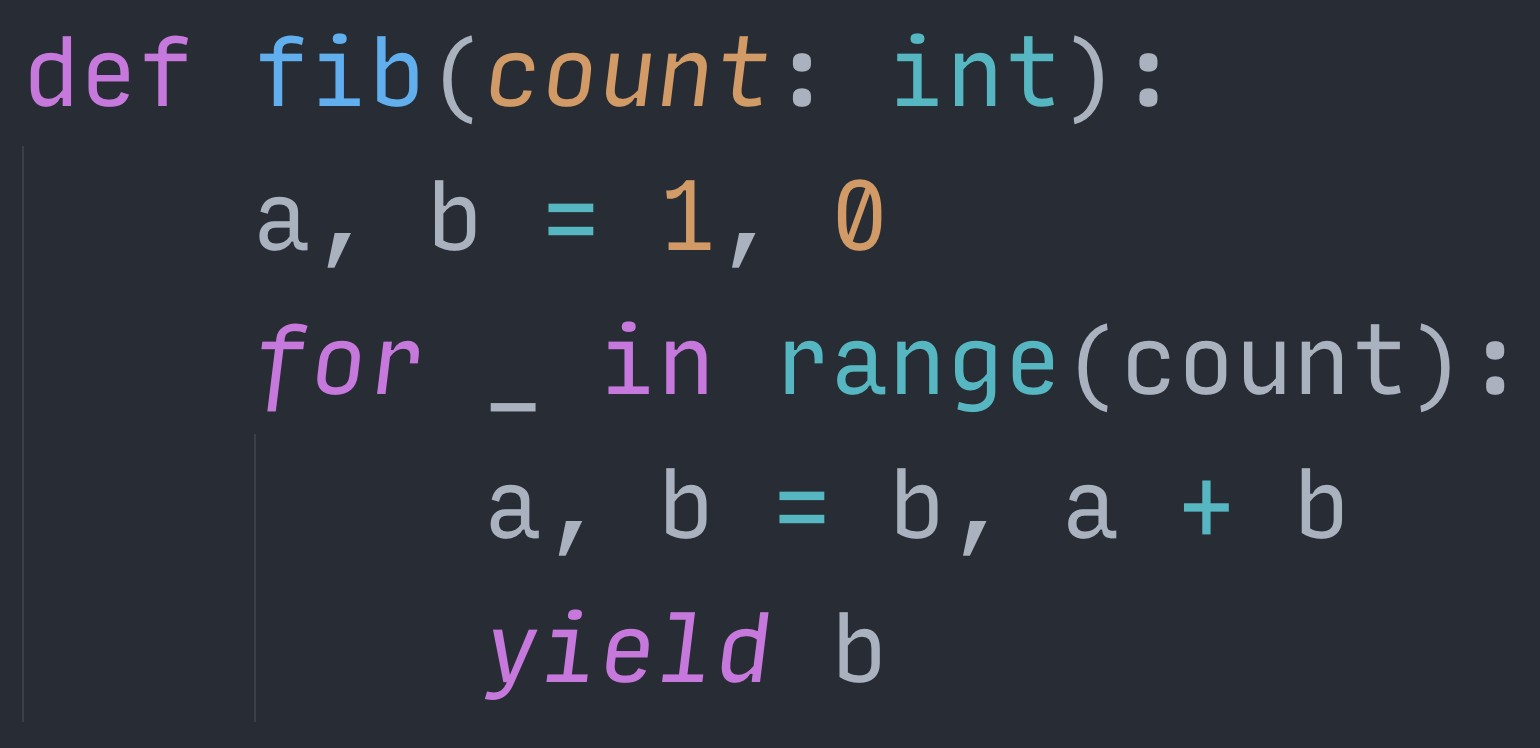 def fib(count: int):
    a, b = 1, 0
    for _ in range(count):
        a, b = b, a + b
        yield b